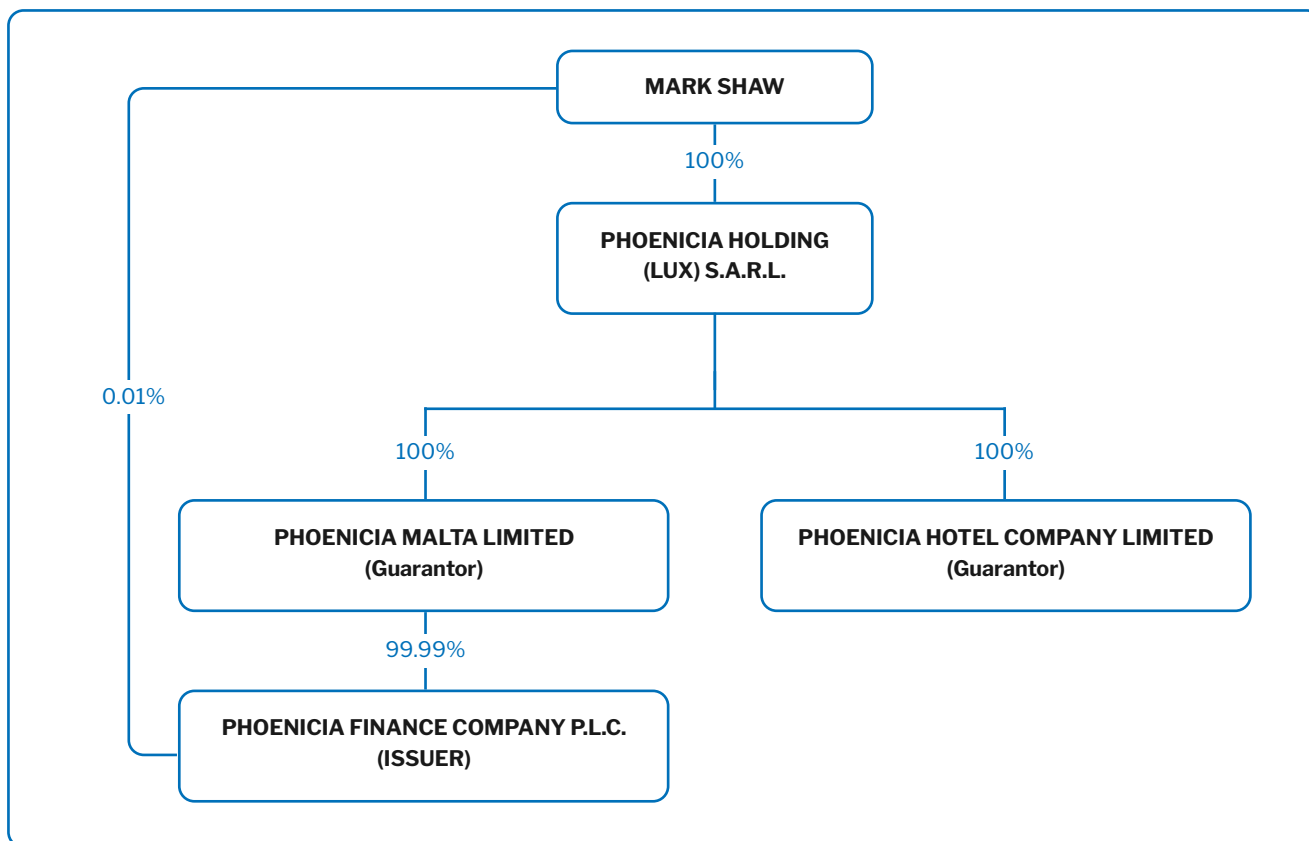 MARK SHAW
100%
PHOENICIA HOLDING
(LUX) S.A.R.L.
0.01%
100%
100%
PHOENICIA MALTA LIMITED
(Guarantor)
PHOENICIA HOTEL COMPANY LIMITED
(Guarantor)
99.99%
PHOENICIA FINANCE COMPANY P.L.C.
(ISSUER)